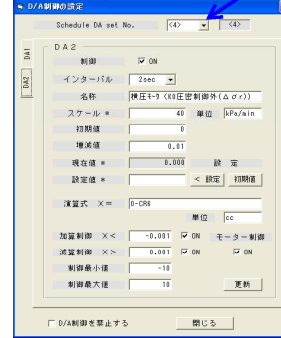 D/A制御の設定
Schedule DA set No. <4> <4>
DA1
DA2
DA2
制御 ON
インターバル 2sec
名称 横圧モータ (K0圧密制御外(Δσr))
スケール * 40 単位 kPa/min
初期値 0
増減値 0.01
現在値 * 0.000 設 定
設定値 * < 設定 初期値
演算式 X= 0-CR6
単位 cc
加算制御 X< -0.001 ON モーター制御
減算制御 X> 0.001 ON ON
制御最小値 -10
制御最大値 10 更新
D/A制御を禁止する 閉じる